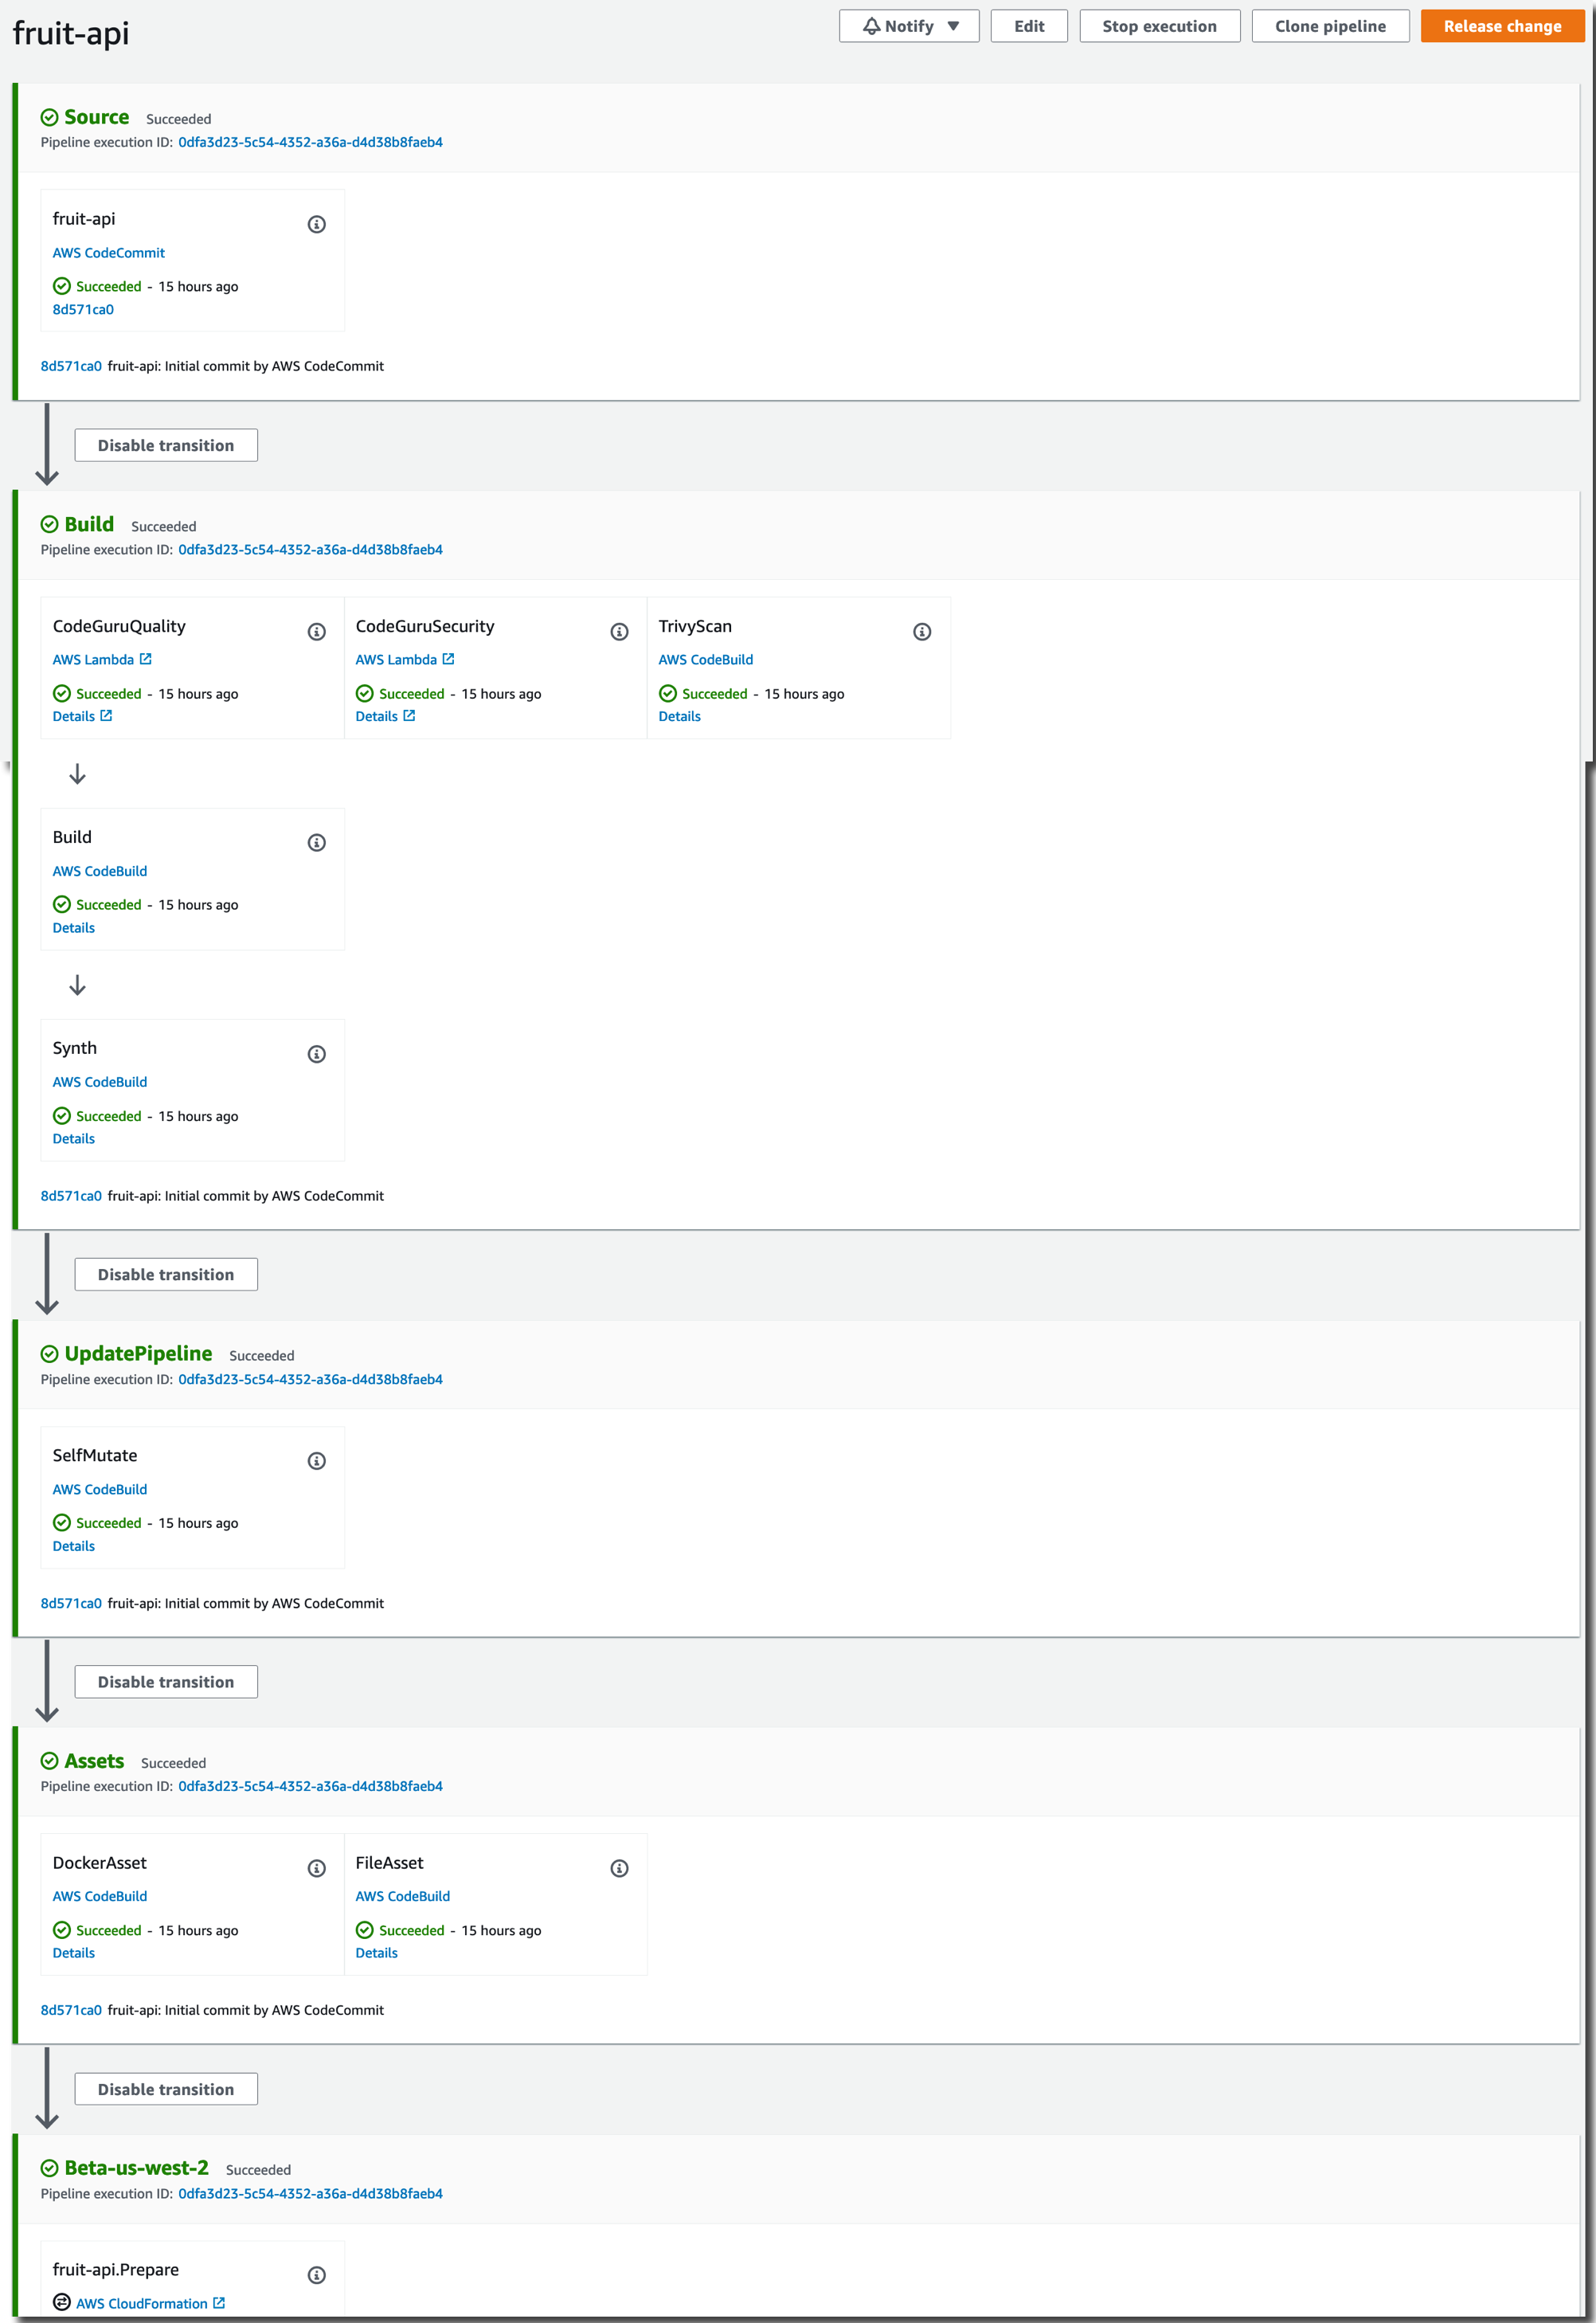 fruit-api
Notify
Edit
Stop execution
Clone pipeline
Release change
Source Succeeded
Pipeline execution ID: 0dfa3d23-5c54-4352-a36a-d4d38b8faeb4
fruit-api
AWS CodeCommit
Succeeded - 15 hours ago
8d571ca0
8d571ca0 fruit-api: Initial commit by AWS CodeCommit
Disable transition
Build Succeeded
Pipeline execution ID: 0dfa3d23-5c54-4352-a36a-d4d38b8faeb4
CodeGuruQuality
AWS Lambda
Succeeded - 15 hours ago
Details
CodeGuruSecurity
AWS Lambda
Succeeded - 15 hours ago
Details
TrivyScan
AWS CodeBuild
Succeeded - 15 hours ago
Details
Build
AWS CodeBuild
Succeeded - 15 hours ago
Details
Synth
AWS CodeBuild
Succeeded - 15 hours ago
Details
8d571ca0 fruit-api: Initial commit by AWS CodeCommit
Disable transition
UpdatePipeline Succeeded
Pipeline execution ID: 0dfa3d23-5c54-4352-a36a-d4d38b8faeb4
SelfMutate
AWS CodeBuild
Succeeded - 15 hours ago
Details
8d571ca0 fruit-api: Initial commit by AWS CodeCommit
Disable transition
Assets Succeeded
Pipeline execution ID: 0dfa3d23-5c54-4352-a36a-d4d38b8faeb4
DockerAsset
AWS CodeBuild
Succeeded - 15 hours ago
Details
FileAsset
AWS CodeBuild
Succeeded - 15 hours ago
Details
8d571ca0 fruit-api: Initial commit by AWS CodeCommit
Disable transition
Beta-us-west-2 Succeeded
Pipeline execution ID: 0dfa3d23-5c54-4352-a36a-d4d38b8faeb4
fruit-api.Prepare
AWS CloudFormation